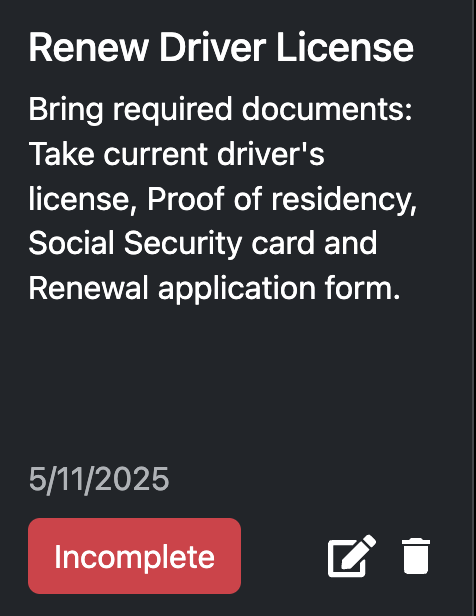 Renew Driver License
Bring required documents:
Take current driver's
license, Proof of residency,
Social Security card and
Renewal application form.
5/11/2025
Incomplete